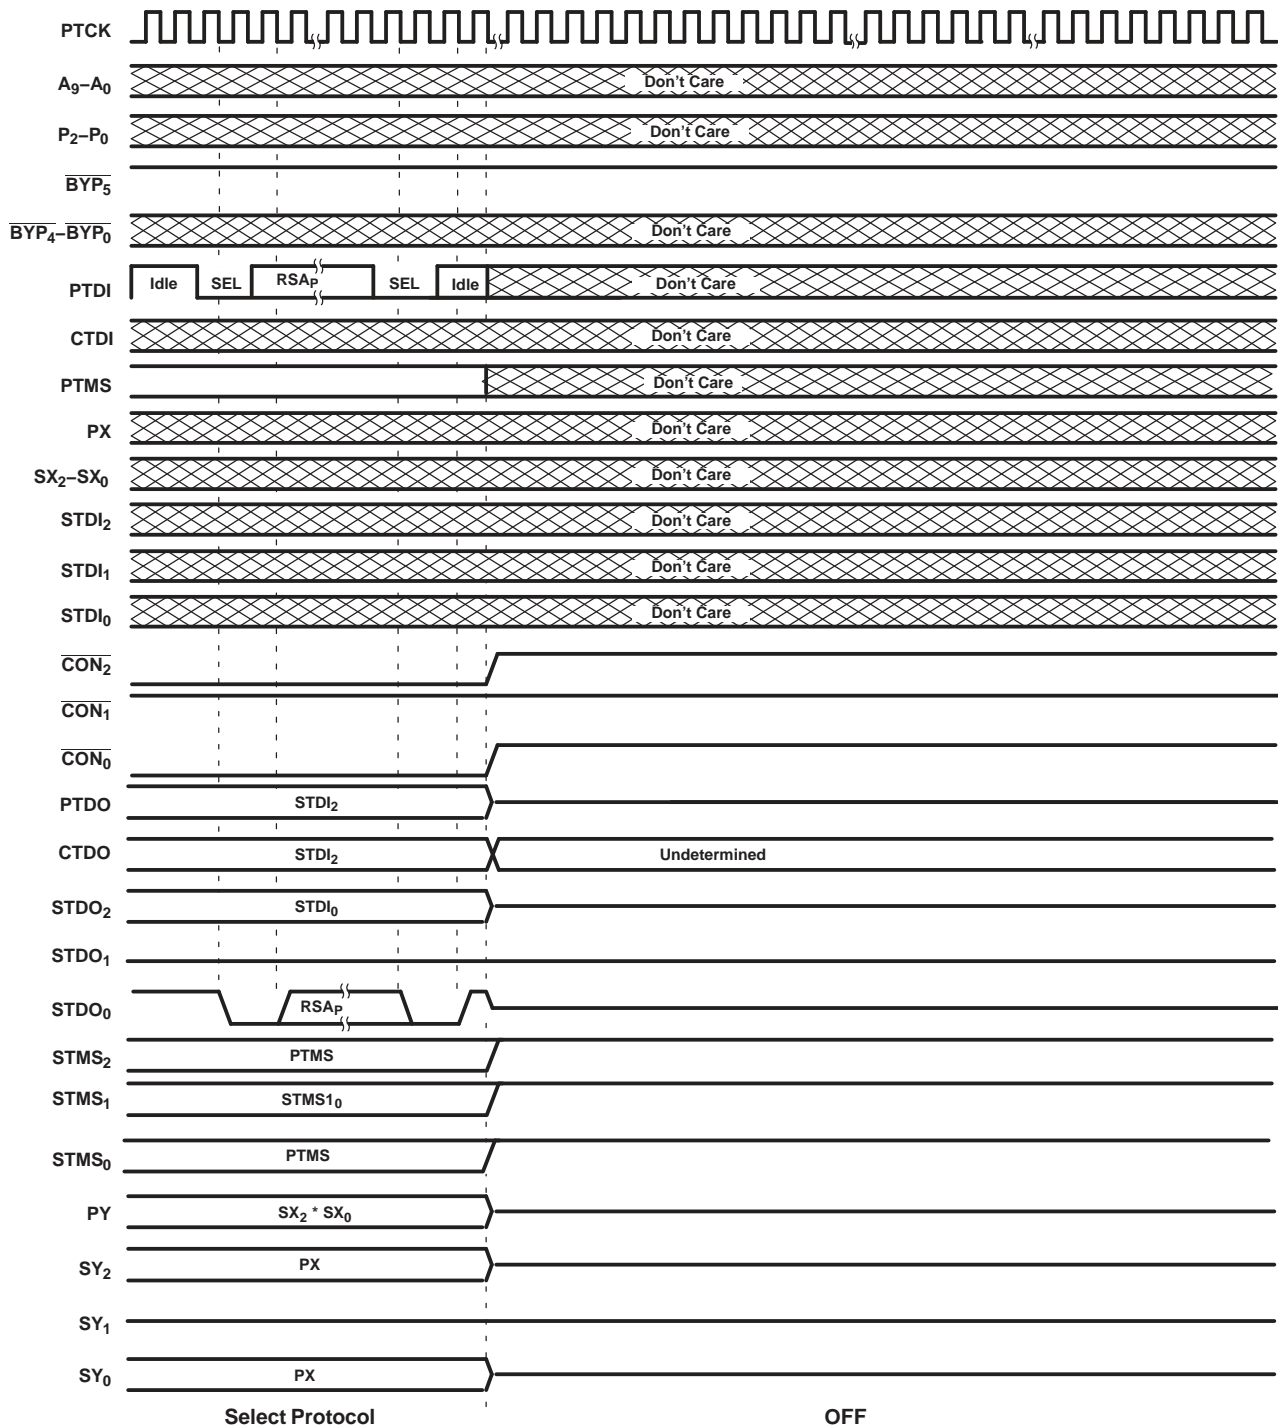 PTCK
A9–A0 Don't Care
P2–P0 Don't Care
BYP5
BYP4–BYP0 Don't Care
PTDI Idle SEL RSAP SEL Idle Don't Care
CTDI Don't Care
PTMS Don't Care
PX Don't Care
SX2–SX0 Don't Care
STDI2 Don't Care
STDI1 Don't Care
STDI0 Don't Care
CON2
CON1
CON0
PTDO STDI2
CTDO STDI2 Undetermined
STDO2 STDI0
STDO1
STDO0 RSAP
STMS2 PTMS
STMS1 STMS10
STMS0 PTMS
PY SX2 * SX0
SY2 PX
SY1
SY0 PX
Select Protocol OFF